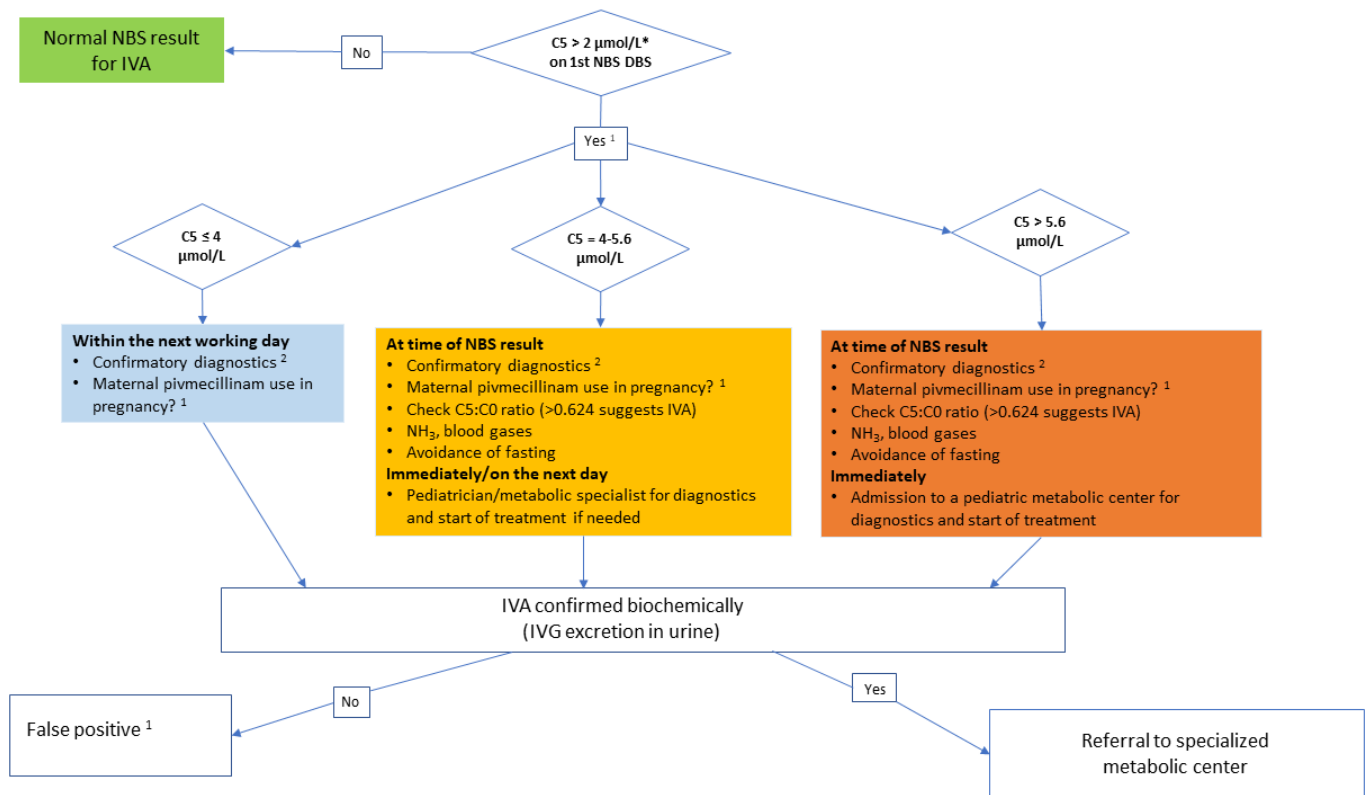 Normal NBS result
for IVA
No
C5 > 2 µmol/L*
on 1st NBS DBS
Yes 1
C5 ≤ 4
µmol/L
C5 = 4-5.6
µmol/L
C5 > 5.6
µmol/L
Within the next working day
• Confirmatory diagnostics 2
• Maternal pivmecillinam use in
pregnancy? 1
At time of NBS result
• Confirmatory diagnostics 2
• Maternal pivmecillinam use in pregnancy? 1
• Check C5:C0 ratio (>0.624 suggests IVA)
• NH3, blood gases
• Avoidance of fasting
Immediately/on the next day
• Pediatrician/metabolic specialist for diagnostics
and start of treatment if needed
At time of NBS result
• Confirmatory diagnostics 2
• Maternal pivmecillinam use in pregnancy? 1
• Check C5:C0 ratio (>0.624 suggests IVA)
• NH3, blood gases
• Avoidance of fasting
Immediately
• Admission to a pediatric metabolic center for
diagnostics and start of treatment
IVA confirmed biochemically
(IVG excretion in urine)
No
Yes
False positive 1
Referral to specialized
metabolic center